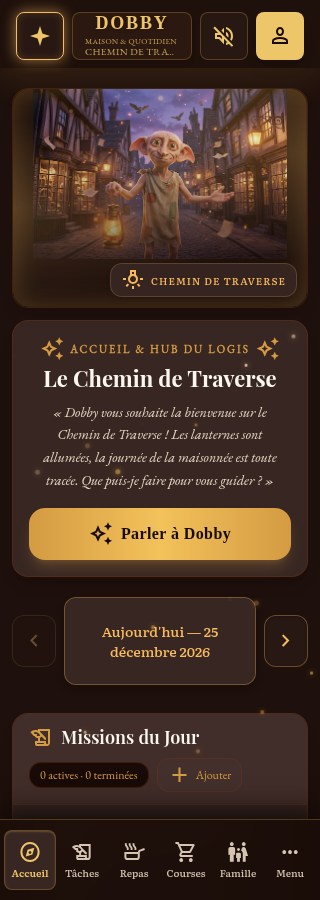 DOBBY
MAISON & QUOTIDIEN
CHEMIN DE TRA…
CHEMIN DE TRAVERSE
ACCUEIL & HUB DU LOGIS
Le Chemin de Traverse
« Dobby vous souhaite la bienvenue sur le
Chemin de Traverse ! Les lanternes sont
allumées, la journée de la maisonnée est toute
tracée. Que puis-je faire pour vous guider ? »
Parler à Dobby
Aujourd'hui — 25
décembre 2026
Missions du Jour
0 actives · 0 terminées
Ajouter
Accueil
Tâches
Repas
Courses
Famille
Menu